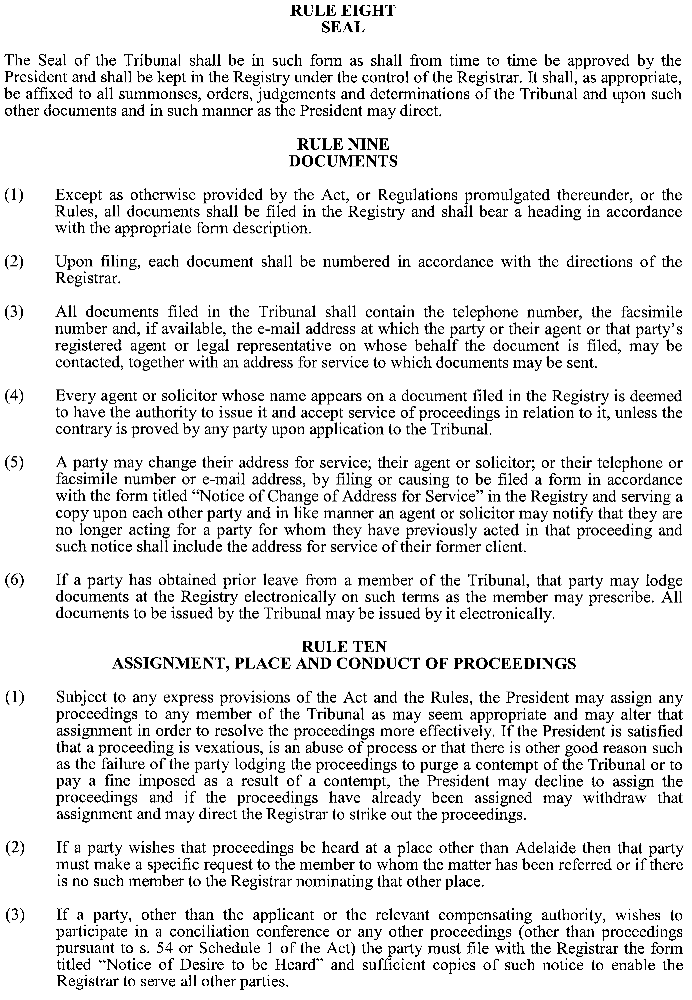 RULE EIGHT
SEAL
The Seal of the Tribunal shall be in such form as shall from time to time be approved by the
President and shall be kept in the Registry under the control of the Registrar. It shall, as appropriate,
be affixed to all summonses, orders, judgements and determinations of the Tribunal and upon such
other documents and in such manner as the President may direct.
RULE NINE
DOCUMENTS
(1) Except as otherwise provided by the Act, or Regulations promulgated thereunder, or the
Rules, all documents shall be filed in the Registry and shall bear a heading in accordance
with the appropriate form description.
(2) Upon filing, each document shall be numbered in accordance with the directions of the
Registrar.
(3) All documents filed in the Tribunal shall contain the telephone number, the facsimile
number and, if available, the e-mail address at which the party or their agent or that party’s
registered agent or legal representative on whose behalf the document is filed, may be
contacted, together with an address for service to which documents may be sent.
(4) Every agent or solicitor whose name appears on a document filed in the Registry is deemed
to have the authority to issue it and accept service of proceedings in relation to it, unless the
contrary is proved by any party upon application to the Tribunal.
(5) A party may change their address for service; their agent or solicitor; or their telephone or
facsimile number or e-mail address, by filing or causing to be filed a form in accordance
with the form titled “Notice of Change of Address for Service” in the Registry and serving a
copy upon each other party and in like manner an agent or solicitor may notify that they are
no longer acting for a party for whom they have previously acted in that proceeding and
such notice shall include the address for service of their former client.
(6) If a party has obtained prior leave from a member of the Tribunal, that party may lodge
documents at the Registry electronically on such terms as the member may prescribe. All
documents to be issued by the Tribunal may be issued by it electronically.
RULE TEN
ASSIGNMENT, PLACE AND CONDUCT OF PROCEEDINGS
(1) Subject to any express provisions of the Act and the Rules, the President may assign any
proceedings to any member of the Tribunal as may seem appropriate and may alter that
assignment in order to resolve the proceedings more effectively. If the President is satisfied
that a proceeding is vexatious, is an abuse of process or that there is other good reason such
as the failure of the party lodging the proceedings to purge a contempt of the Tribunal or to
pay a fine imposed as a result of a contempt, the President may decline to assign the
proceedings and if the proceedings have already been assigned may withdraw that
assignment and may direct the Registrar to strike out the proceedings.
(2) If a party wishes that proceedings be heard at a place other than Adelaide then that party
must make a specific request to the member to whom the matter has been referred or if there
is no such member to the Registrar nominating that other place.
(3) If a party, other than the applicant or the relevant compensating authority, wishes to
participate in a conciliation conference or any other proceedings (other than proceedings
pursuant to s. 54 or Schedule 1 of the Act) the party must file with the Registrar the form
titled “Notice of Desire to be Heard” and sufficient copies of such notice to enable the
Registrar to serve all other parties.